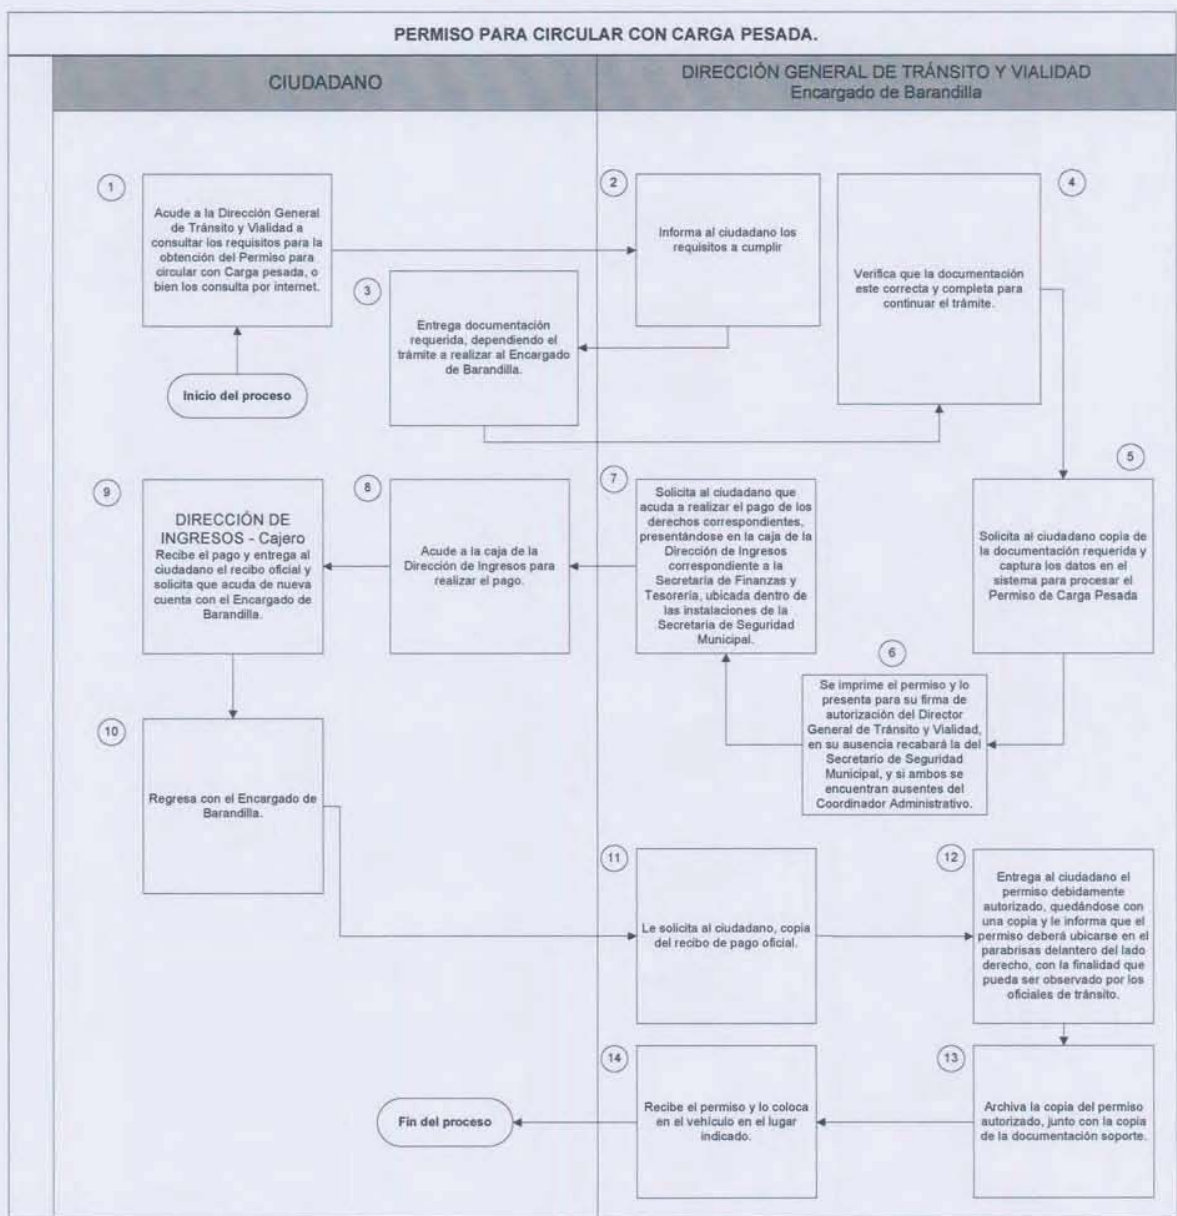 PERMISO PARA CIRCULAR CON CARGA PESADA.
CIUDADANO
DIRECCIÓN GENERAL DE TRÁNSITO Y VIALIDAD
Encargado de Barandilla
1
Acude a la Dirección General
de Tránsito y Vialidad a
consultar los requisitos para la
obtención del Permiso para
circular con Carga pesada, o
bien los consulta por internet.
Inicio del proceso
2
Informa al ciudadano los
requisitos a cumplir
3
Entrega documentación
requerida, dependiendo el
trámite a realizar al Encargado
de Barandilla.
4
Verifica que la documentación
este correcta y completa para
continuar el trámite.
5
Solicita al ciudadano copia de
la documentación requerida y
captura los datos en el
sistema para procesar el
Permiso de Carga Pesada
6
Se imprime el permiso y lo
presenta para su firma de
autorización del Director
General de Tránsito y Vialidad,
en su ausencia recabará la del
Secretario de Seguridad
Municipal, y si ambos se
encuentran ausentes del
Coordinador Administrativo.
7
Solicita al ciudadano que
acuda a realizar el pago de los
derechos correspondientes,
presentándose en la caja de la
Dirección de Ingresos
correspondiente a la
Secretaría de Finanzas y
Tesorería, ubicada dentro de
las instalaciones de la
Secretaria de Seguridad
Municipal.
8
Acude a la caja de la
Dirección de Ingresos para
realizar el pago.
9
DIRECCIÓN DE
INGRESOS - Cajero
Recibe el pago y entrega al
ciudadano el recibo oficial y
solicita que acuda de nueva
cuenta con el Encargado de
Barandilla.
10
Regresa con el Encargado de
Barandilla.
11
Le solicita al ciudadano, copia
del recibo de pago oficial.
12
Entrega al ciudadano el
permiso debidamente
autorizado, quedándose con
una copia y le informa que el
permiso deberá ubicarse en el
parabrisas delantero del lado
derecho, con la finalidad que
pueda ser observado por los
oficiales de tránsito.
13
Archiva la copia del permiso
autorizado, junto con la copia
de la documentación soporte.
14
Recibe el permiso y lo coloca
en el vehículo en el lugar
indicado.
Fin del proceso